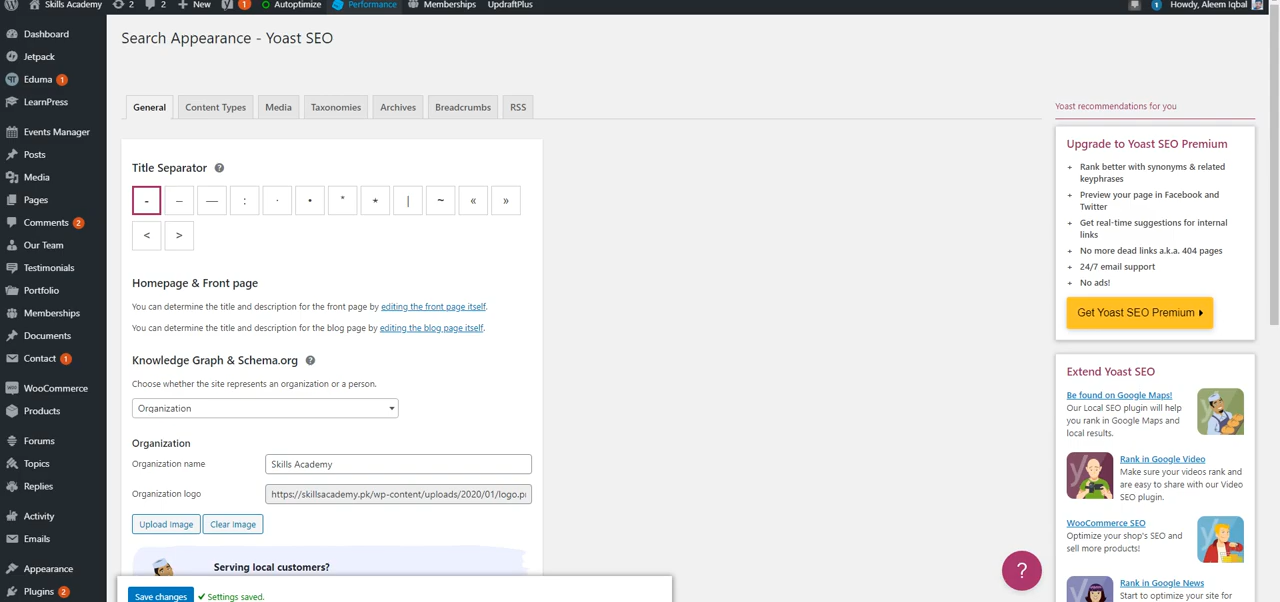 Skills Academy 2 2 New 1 Autoptimize Performance Memberships UpdraftPlus 1 Howdy, Aleem Iqbal
Dashboard
Jetpack
Eduma 1
LearnPress
Events Manager
Posts
Media
Pages
Comments 2
Our Team
Testimonials
Portfolio
Memberships
Documents
Contact 1
WooCommerce
Products
Forums
Topics
Replies
Activity
Emails
Appearance
Plugins 2
Search Appearance - Yoast SEO
General Content Types Media Taxonomies Archives Breadcrumbs RSS
Title Separator ?
- – — : · • * ⋆ | ~ « »
< >
Homepage & Front page
You can determine the title and description for the front page by editing the front page itself.
You can determine the title and description for the blog page by editing the blog page itself.
Knowledge Graph & Schema.org ?
Choose whether the site represents an organization or a person.
Organization
Organization
Organization name Skills Academy
Organization logo https://skillsacademy.pk/wp-content/uploads/2020/01/logo.p
Upload Image Clear Image
Serving local customers?
Save changes ✔ Settings saved.
Yoast recommendations for you
Upgrade to Yoast SEO Premium
+ Rank better with synonyms & related
keyphrases
+ Preview your page in Facebook and
Twitter
+ Get real-time suggestions for internal
links
+ No more dead links a.k.a. 404 pages
+ 24/7 email support
+ No ads!
Get Yoast SEO Premium
Extend Yoast SEO
Be found on Google Maps!
Our Local SEO plugin will help
you rank in Google Maps and
local results.
Rank in Google Video
Make sure your videos rank and
are easy to share with our Video
SEO plugin.
WooCommerce SEO
Optimize your shop's SEO and
sell more products!
Rank in Google News
Start to optimize your site for
?